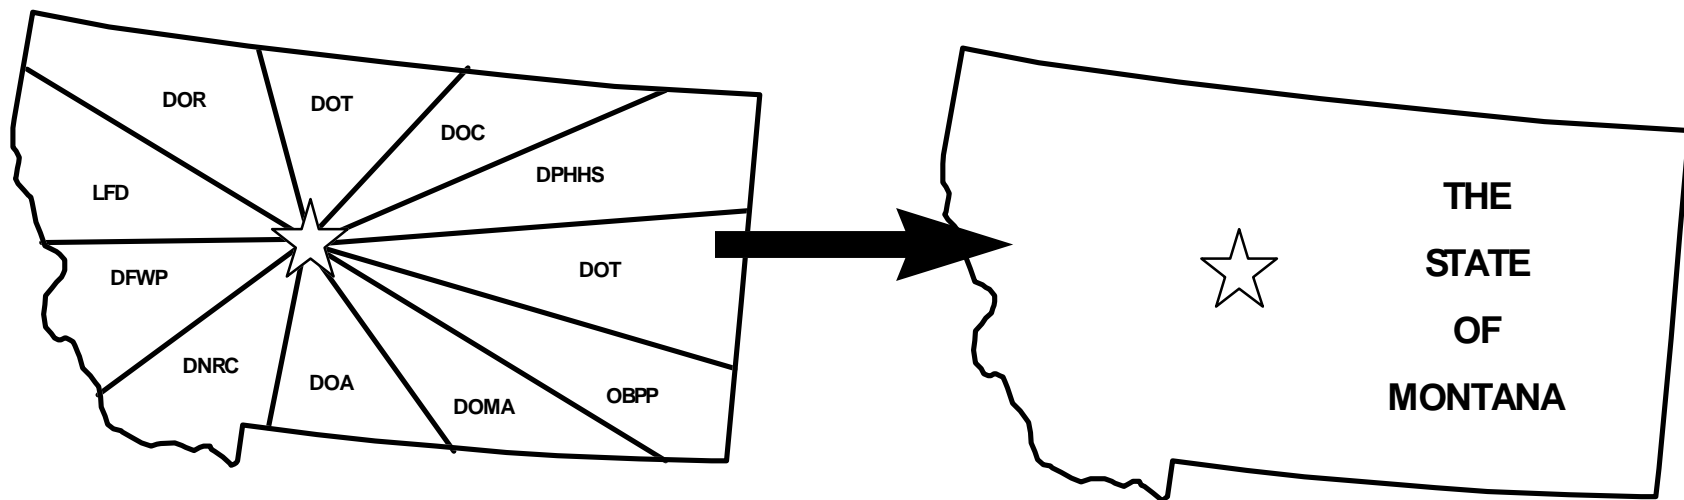 DOR
DOT
DOC
DPHHS
LFD
DOT
DFWP
DNRC
DOA
DOMA
OBPP
THE
STATE
OF
MONTANA